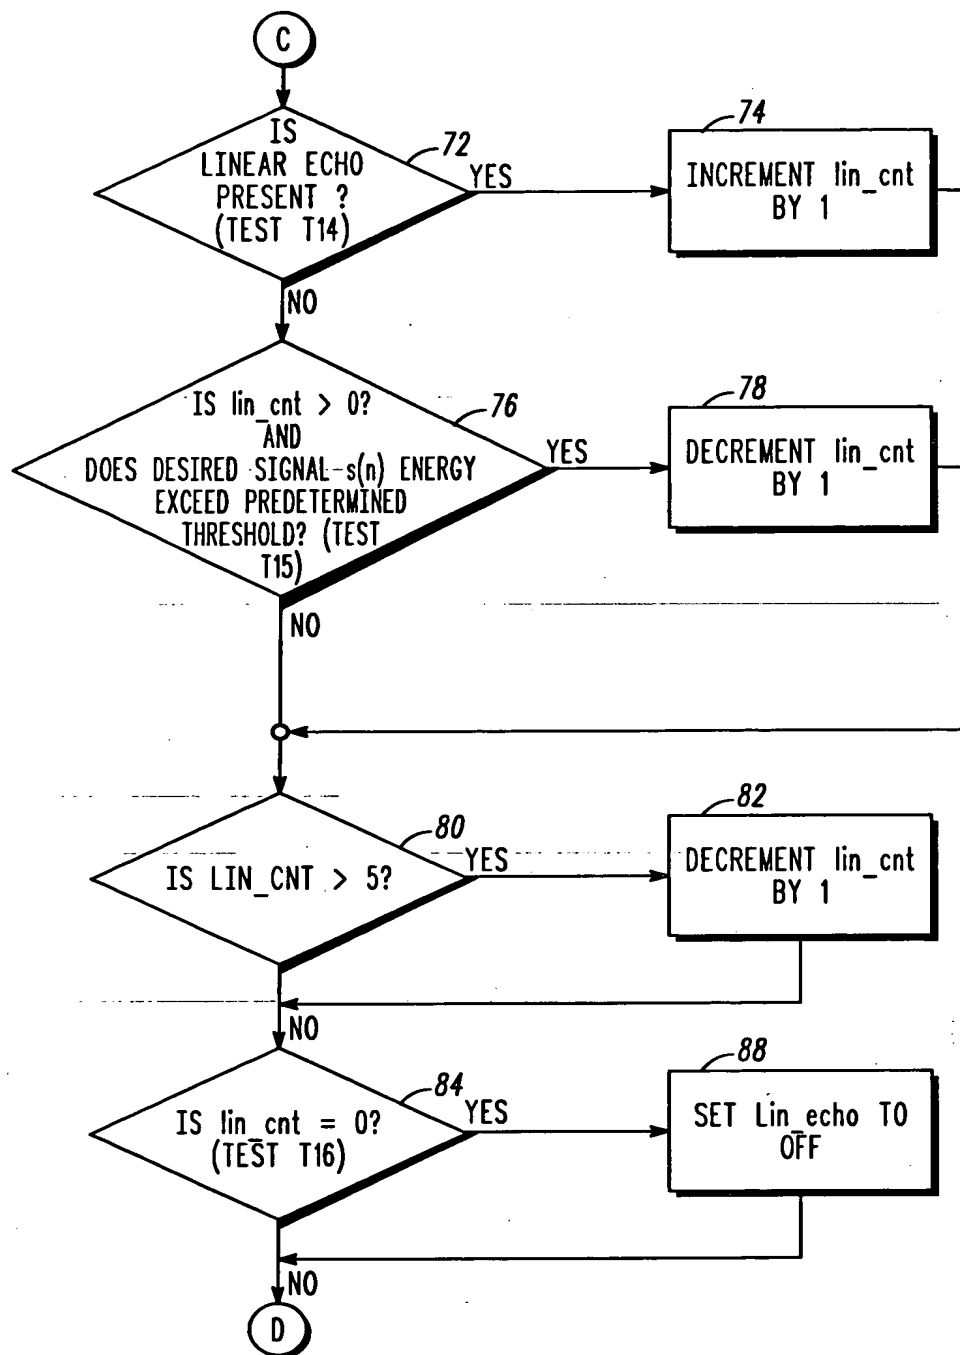 C
IS
LINEAR ECHO
PRESENT ?
(TEST T14)
72
YES
74
INCREMENT lin_cnt
BY 1
NO
IS lin_cnt > 0?
AND
DOES DESIRED SIGNAL s(n) ENERGY
EXCEED PREDETERMINED
THRESHOLD? (TEST
T15)
76
YES
78
DECREMENT lin_cnt
BY 1
NO
IS LIN_CNT > 5?
80
YES
82
DECREMENT lin_cnt
BY 1
NO
IS lin_cnt = 0?
(TEST T16)
84
YES
88
SET Lin_echo TO
OFF
NO
D